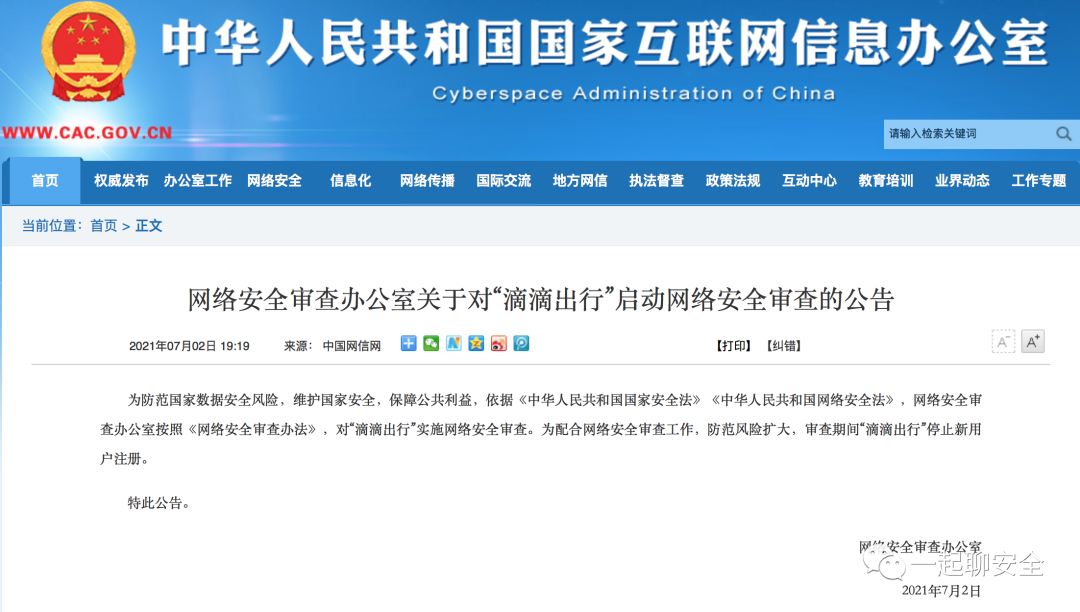 中华人民共和国国家互联网信息办公室
Cyberspace Administration of China
WWW.CAC.GOV.CN
请输入检索关键词
首页 权威发布 办公室工作 网络安全 信息化 网络传播 国际交流 地方网信 执法督查 政策法规 互动中心 教育培训 业界动态 工作专题
当前位置：首页 > 正文
网络安全审查办公室关于对“滴滴出行”启动网络安全审查的公告
2021年07月02日 19:19 来源： 中国网信网 【打印】 【纠错】 A- A+
为防范国家数据安全风险，维护国家安全，保障公共利益，依据《中华人民共和国国家安全法》《中华人民共和国网络安全法》，网络安全审
查办公室按照《网络安全审查办法》，对“滴滴出行”实施网络安全审查。为配合网络安全审查工作，防范风险扩大，审查期间“滴滴出行”停止新用
户注册。
特此公告。
网络安全审查办公室
一起聊安全
2021年7月2日